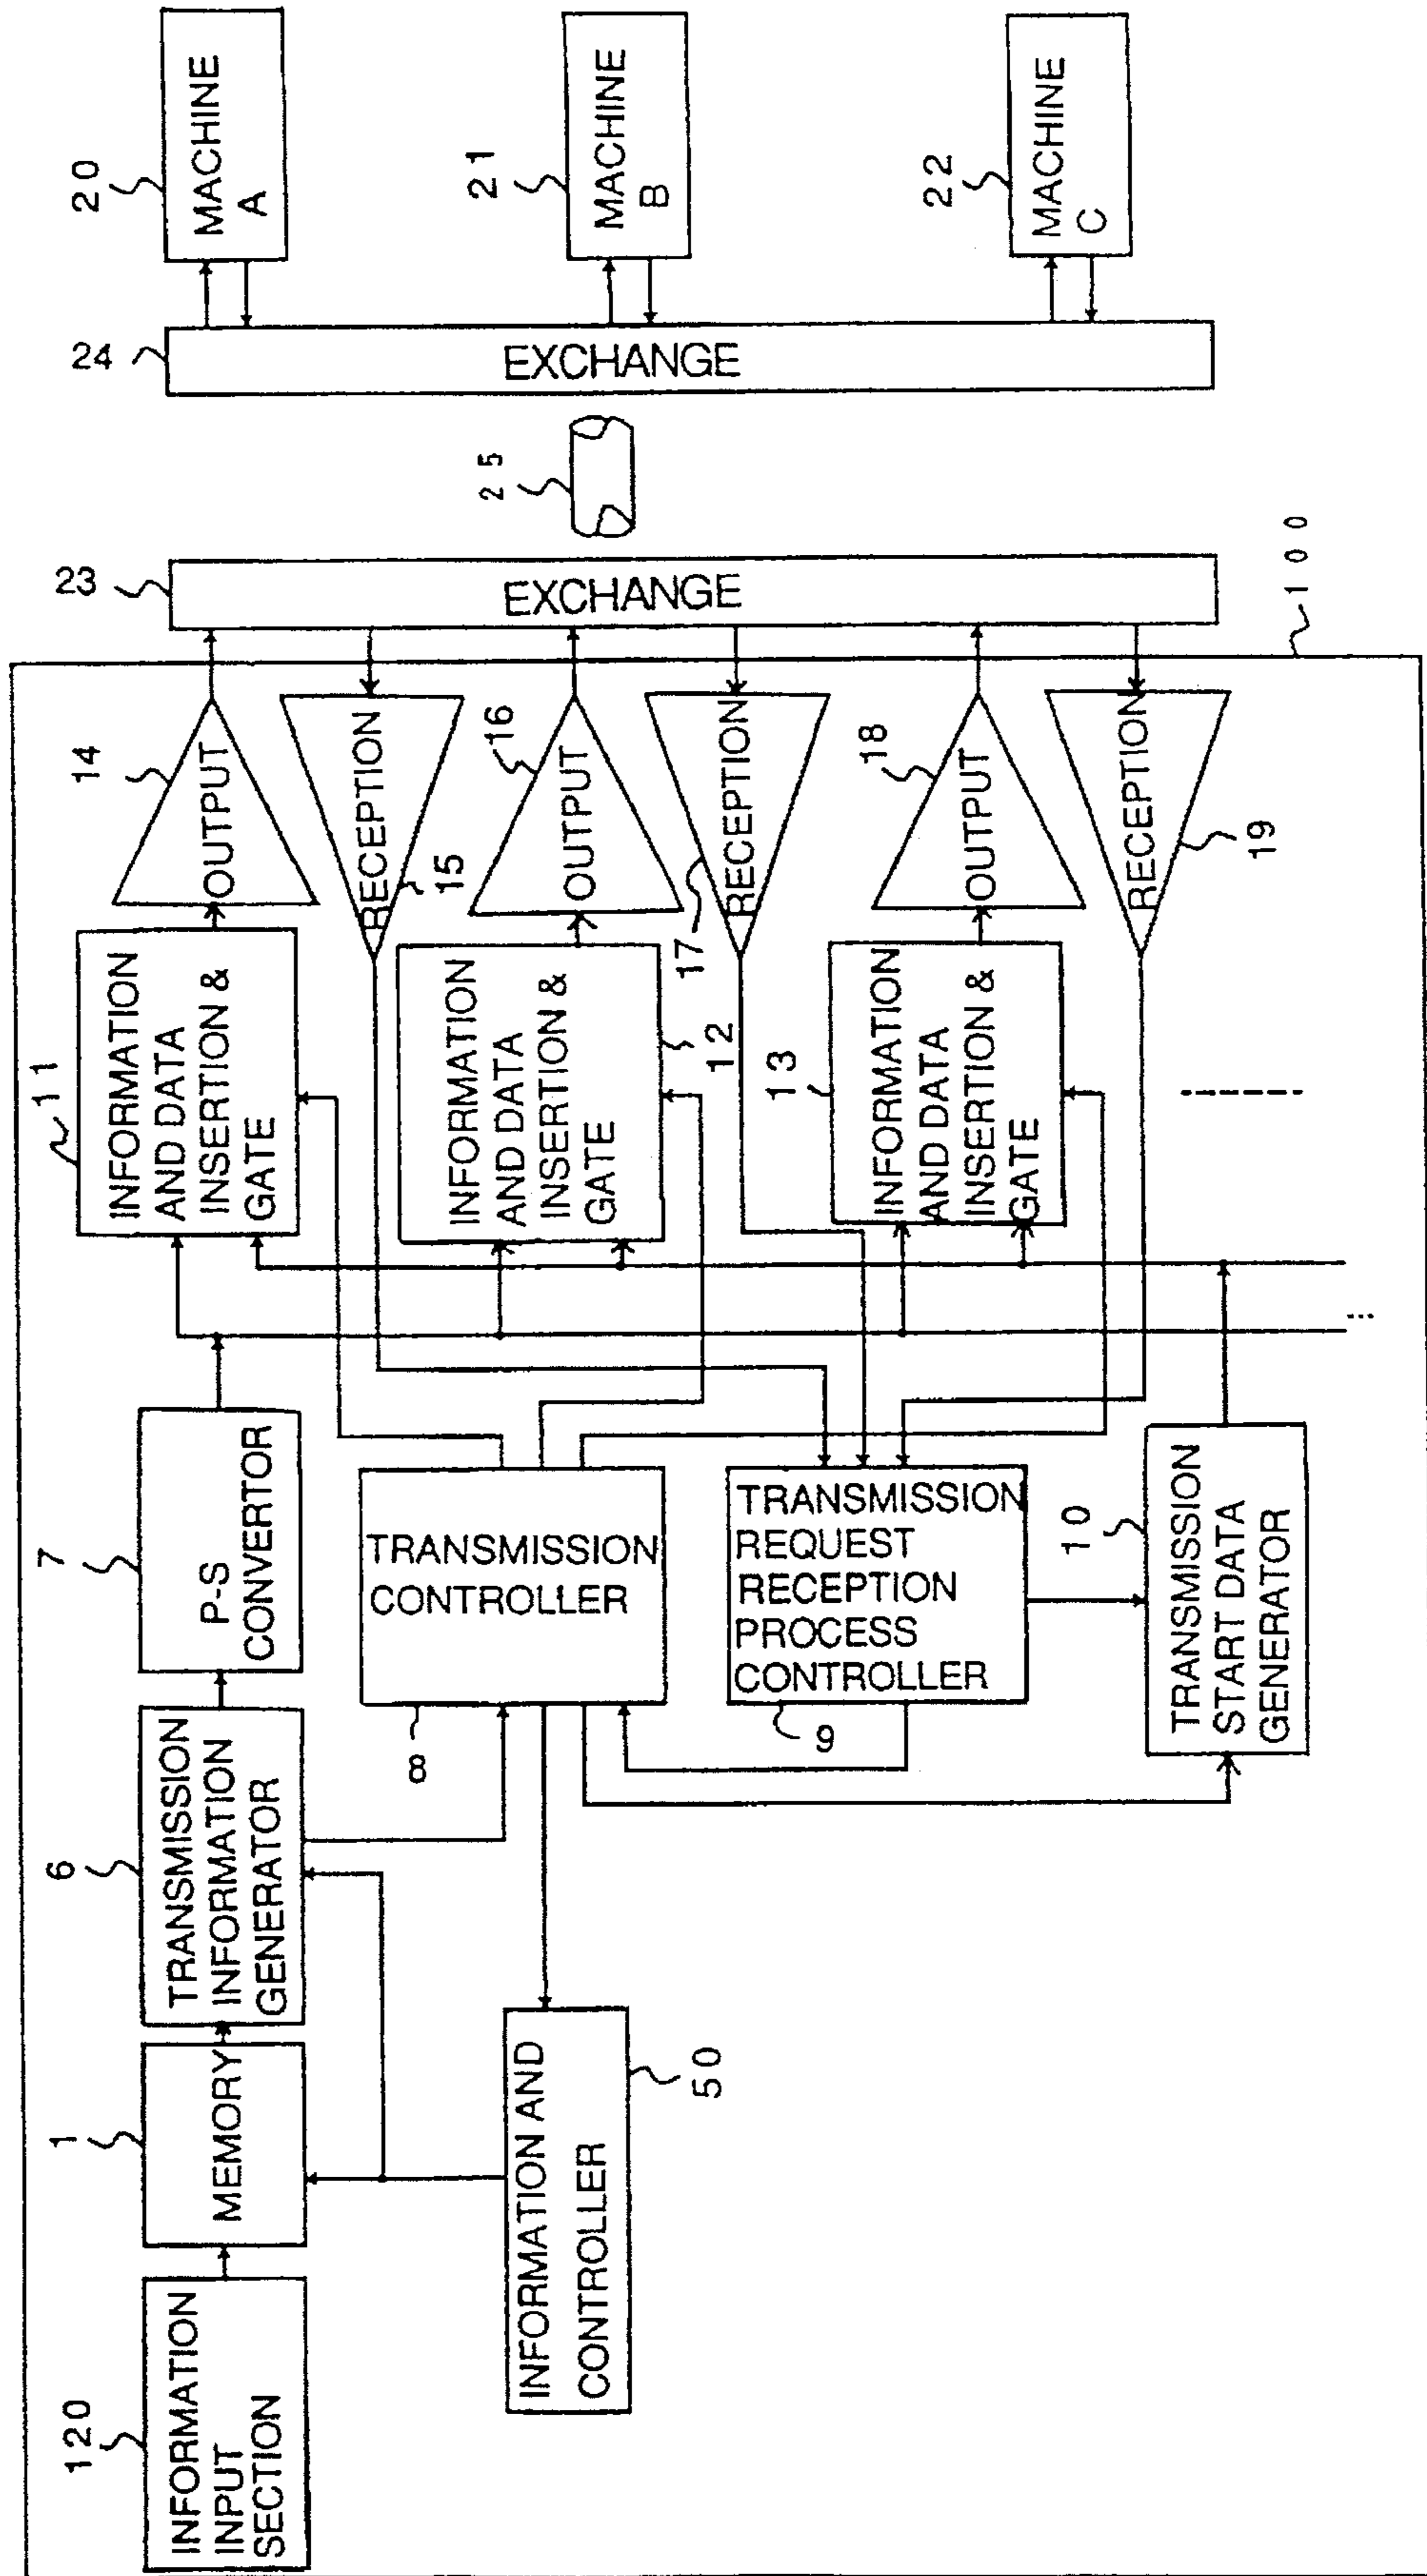 120
INFORMATION
INPUT
SECTION
1
MEMORY
6
TRANSMISSION
INFORMATION
GENERATOR
7
P-S
CONVERTOR
11
INFORMATION
AND DATA
INSERTION &
GATE
14
OUTPUT
23
EXCHANGE
24
EXCHANGE
20
MACHINE
A
RECEPTION
15
INFORMATION AND
CONTROLLER
50
TRANSMISSION
CONTROLLER
8
INFORMATION
AND DATA
INSERTION &
GATE
12
16
OUTPUT
25
21
MACHINE
B
17
RECEPTION
TRANSMISSION
REQUEST
RECEPTION
PROCESS
CONTROLLER
9
13
INFORMATION
AND DATA
INSERTION &
GATE
18
OUTPUT
22
MACHINE
C
10
TRANSMISSION
START DATA
GENERATOR
RECEPTION
19
100